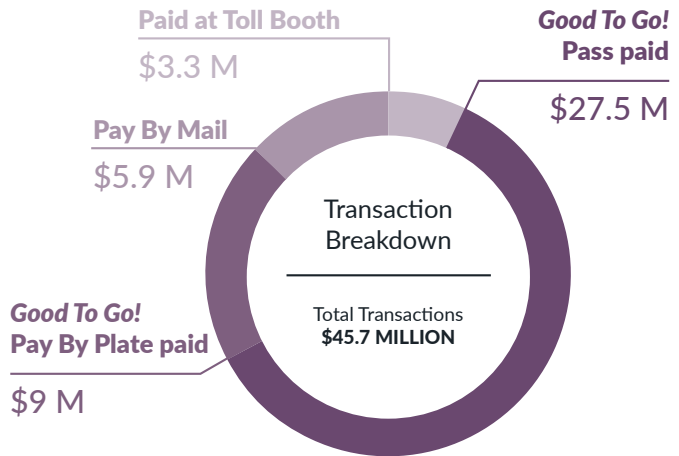 Paid at Toll Booth
$3.3 M
Good To Go!
Pass paid
$27.5 M
Pay By Mail
$5.9 M
Transaction
Breakdown
Total Transactions
$45.7 MILLION
Good To Go!
Pay By Plate paid
$9 M